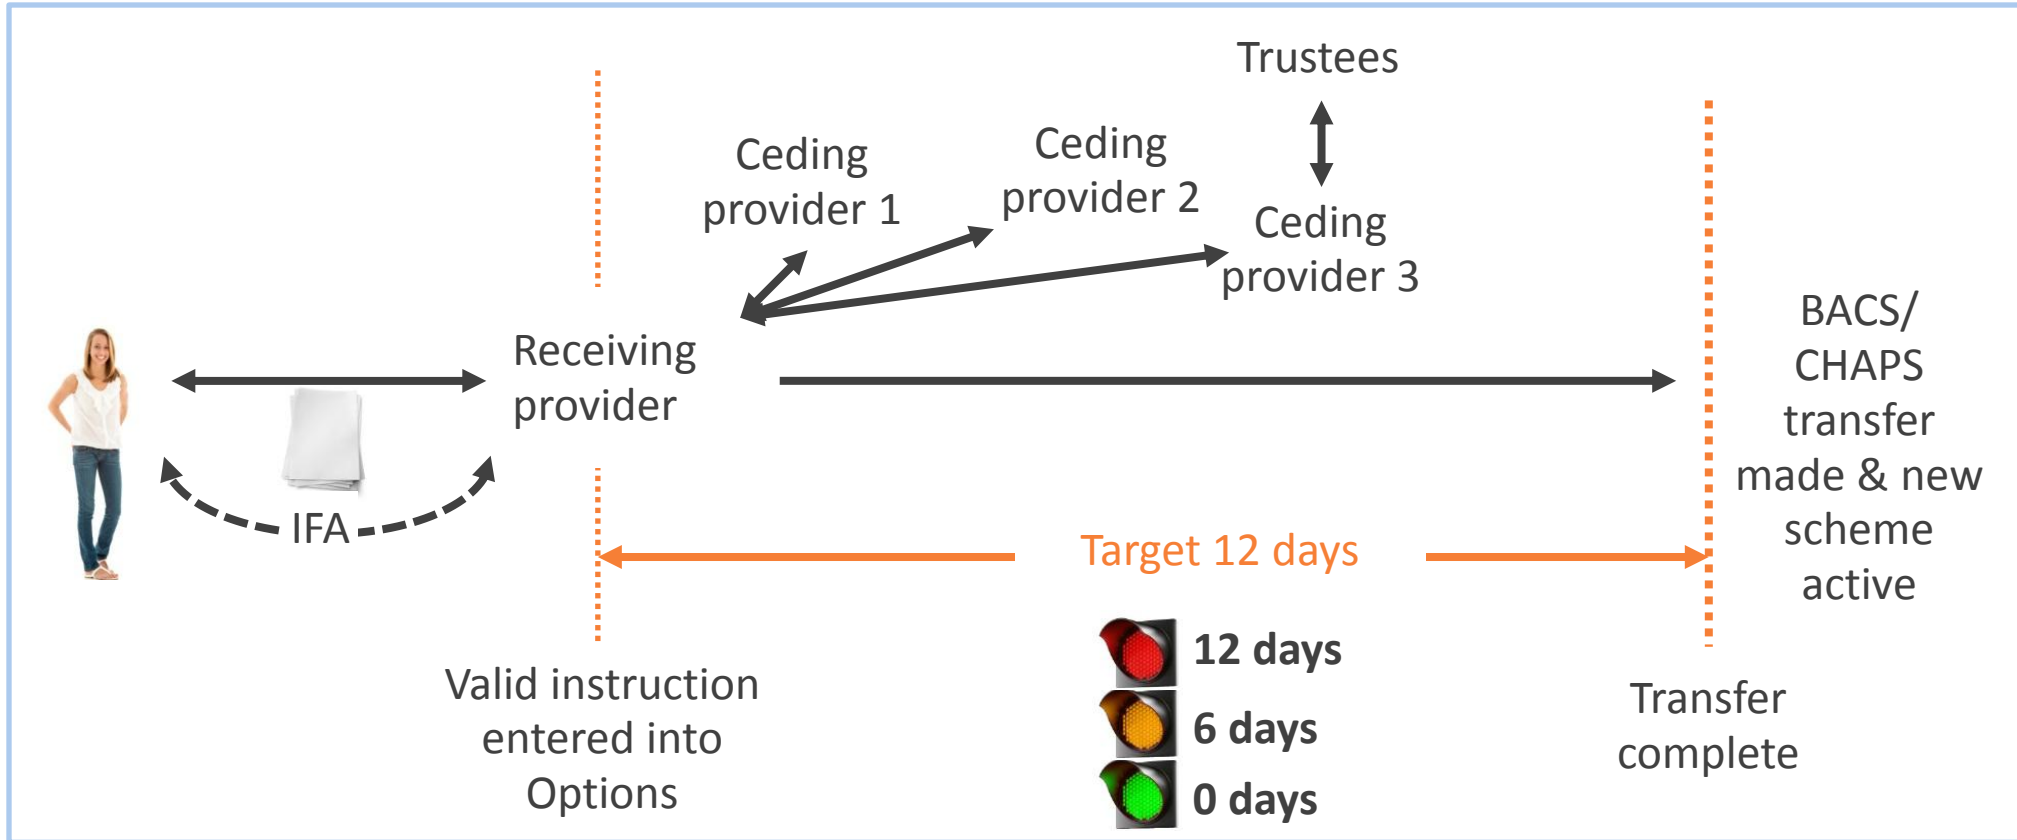 Trustees
Ceding
provider 1
Ceding
provider 2
Ceding
provider 3
Receiving
provider
IFA
BACS/
CHAPS
transfer
made & new
scheme
active
Target 12 days
12 days
6 days
0 days
Valid instruction
entered into
Options
Transfer
complete